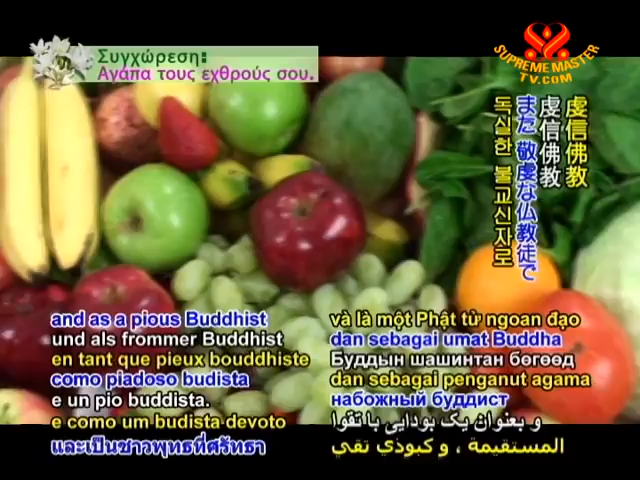 Συγχώρεση:
Αγάπα τους εχθρούς σου.
SUPREME MASTER
TV.COM
虔信佛教
虔信佛教
また 敬虔な仏教徒で
독실한 불교신자로
and as a pious Buddhist
und als frommer Buddhist
en tant que pieux bouddhiste
como piadoso budista
e un pio buddista.
e como um budista devoto
และเป็นชาวพุทธที่ศรัทธา
và là một Phật tử ngoan đạo
dan sebagai umat Buddha
Буддын шашинтан бөгөөд
dan sebagai penganut agama
набожный буддист
و بعنوان یک بودایی با تقوا
المستقيمة ، و كبوذي تقي